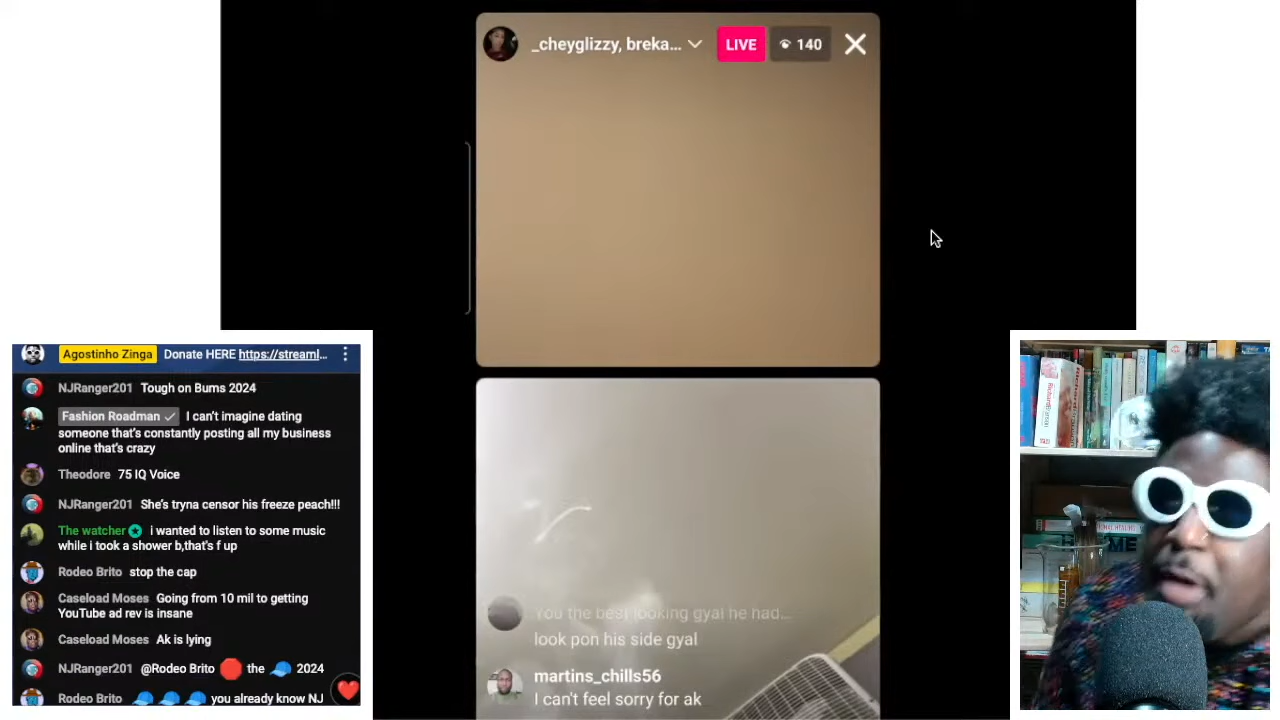 _cheyglizzy, breka...
LIVE
140
You the best looking gyal he had...
look pon his side gyal
martins_chills56
I can't feel sorry for ak
Agostinho Zinga Donate HERE https://streaml...
NJRanger201 Tough on Bums 2024
Fashion Roadman I can't imagine dating
someone that's constantly posting all my business
online that's crazy
Theodore 75 IQ Voice
NJRanger201 She's tryna censor his freeze peach!!!
The watcher i wanted to listen to some music
while i took a shower b,that's f up
Rodeo Brito stop the cap
Caseload Moses Going from 10 mil to getting
YouTube ad rev is insane
Caseload Moses Ak is lying
NJRanger201 @Rodeo Brito 🛑 the 🧢 2024
Rodeo Brito 🧢 🧢 🧢 you already know NJ